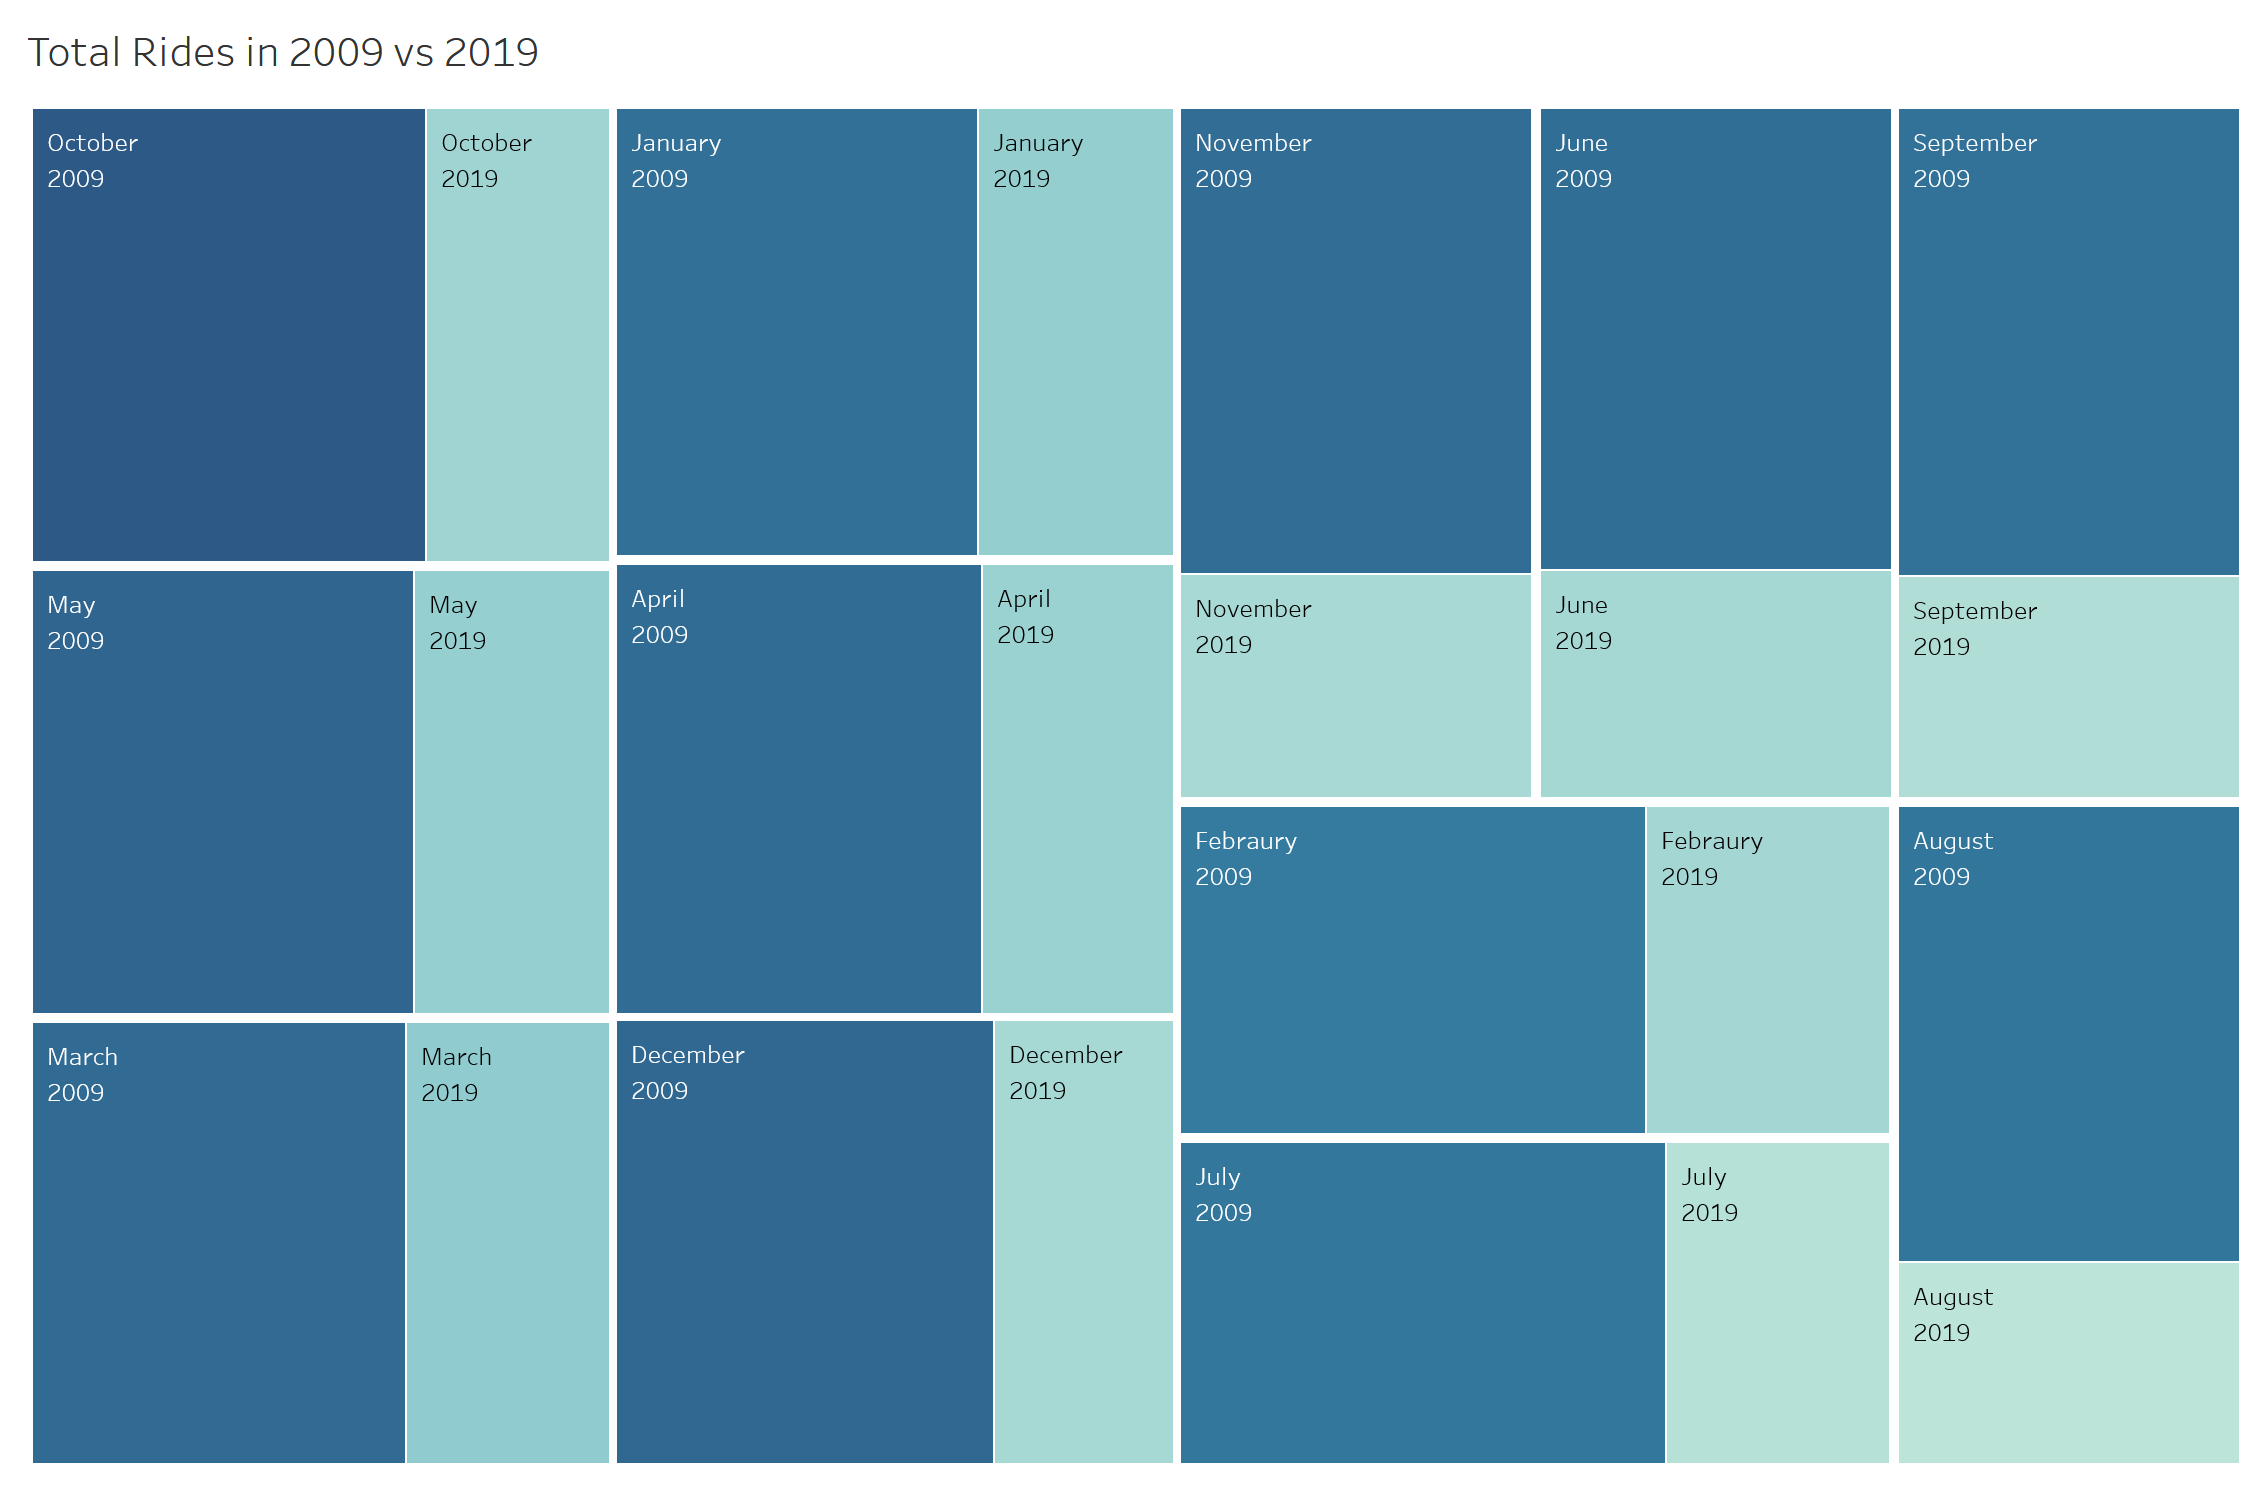 Total Rides in 2009 vs 2019
October
2009
October
2019
January
2009
January
2019
November
2009
June
2009
September
2009
May
2009
May
2019
April
2009
April
2019
November
2019
June
2019
September
2019
Febraury
2009
Febraury
2019
August
2009
March
2009
March
2019
December
2009
December
2019
July
2009
July
2019
August
2019